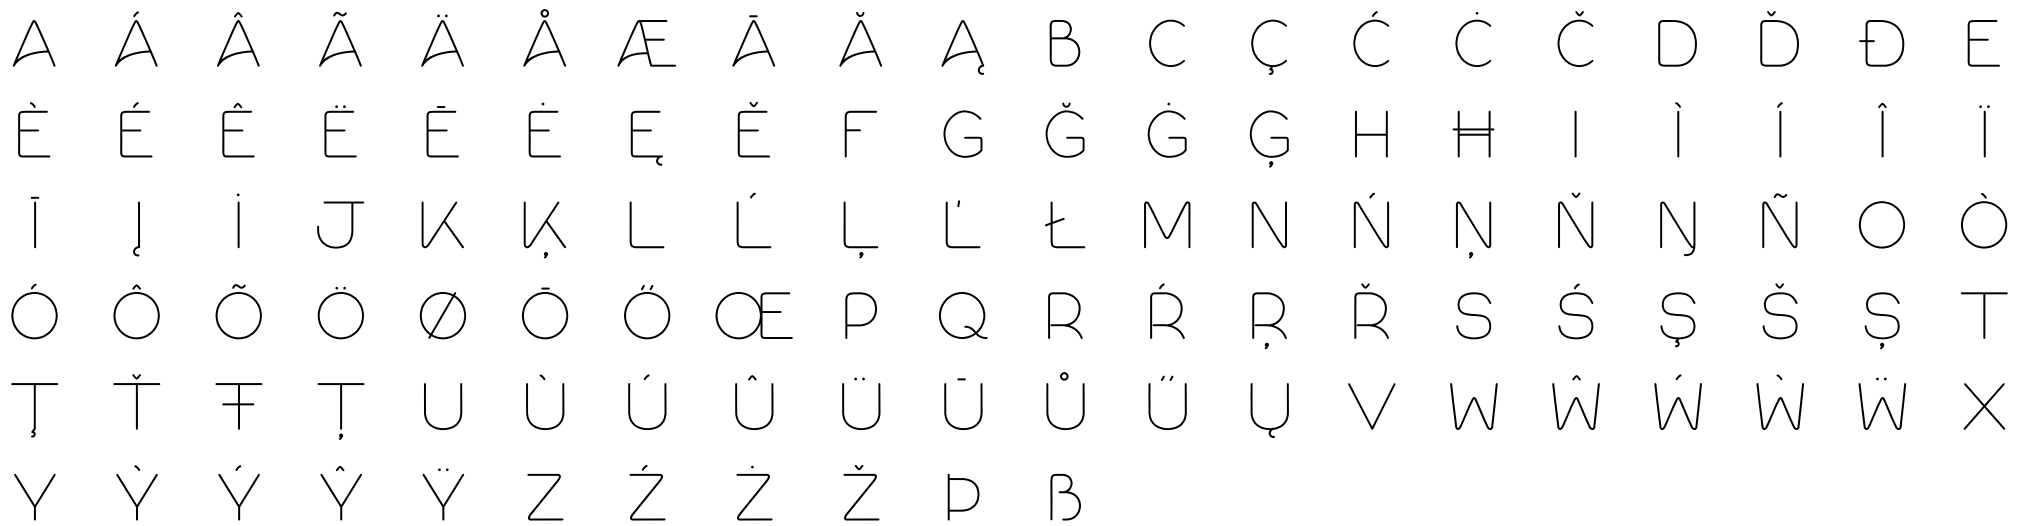 A Á Â Ã Ä Å Æ Ā Ă Ą B C Ç Ć Ċ Č D Ď Đ E
È É Ê Ë Ē Ė Ę Ě F G Ğ Ġ Ģ H Ħ I Ì Í Î Ï
Ī Į İ J K Ķ L Ĺ Ļ Ľ Ł M N Ń Ņ Ň Ŋ Ñ O Ò
Ó Ô Õ Ö Ø Ō Ő Œ P Q R Ŕ Ŗ Ř S Ś Ş Š Ș T
Ţ Ť Ŧ Ț U Ù Ú Û Ü Ū Ů Ű Ų V W Ŵ Ẃ Ẁ Ẅ X
Y Ỳ Ý Ŷ Ÿ Z Ź Ż Ž Þ ẞ